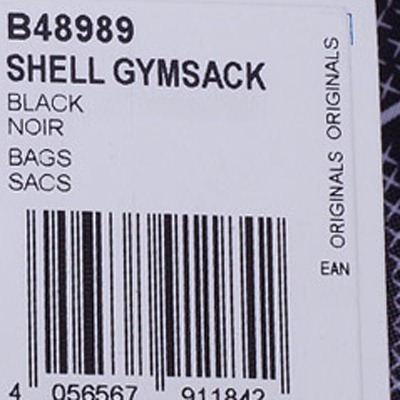 B48989
SHELL GYMSACK
BLACK
NOIR
BAGS
SACS
ORIGINALS ORIGINALS
EAN
4 056567 911842